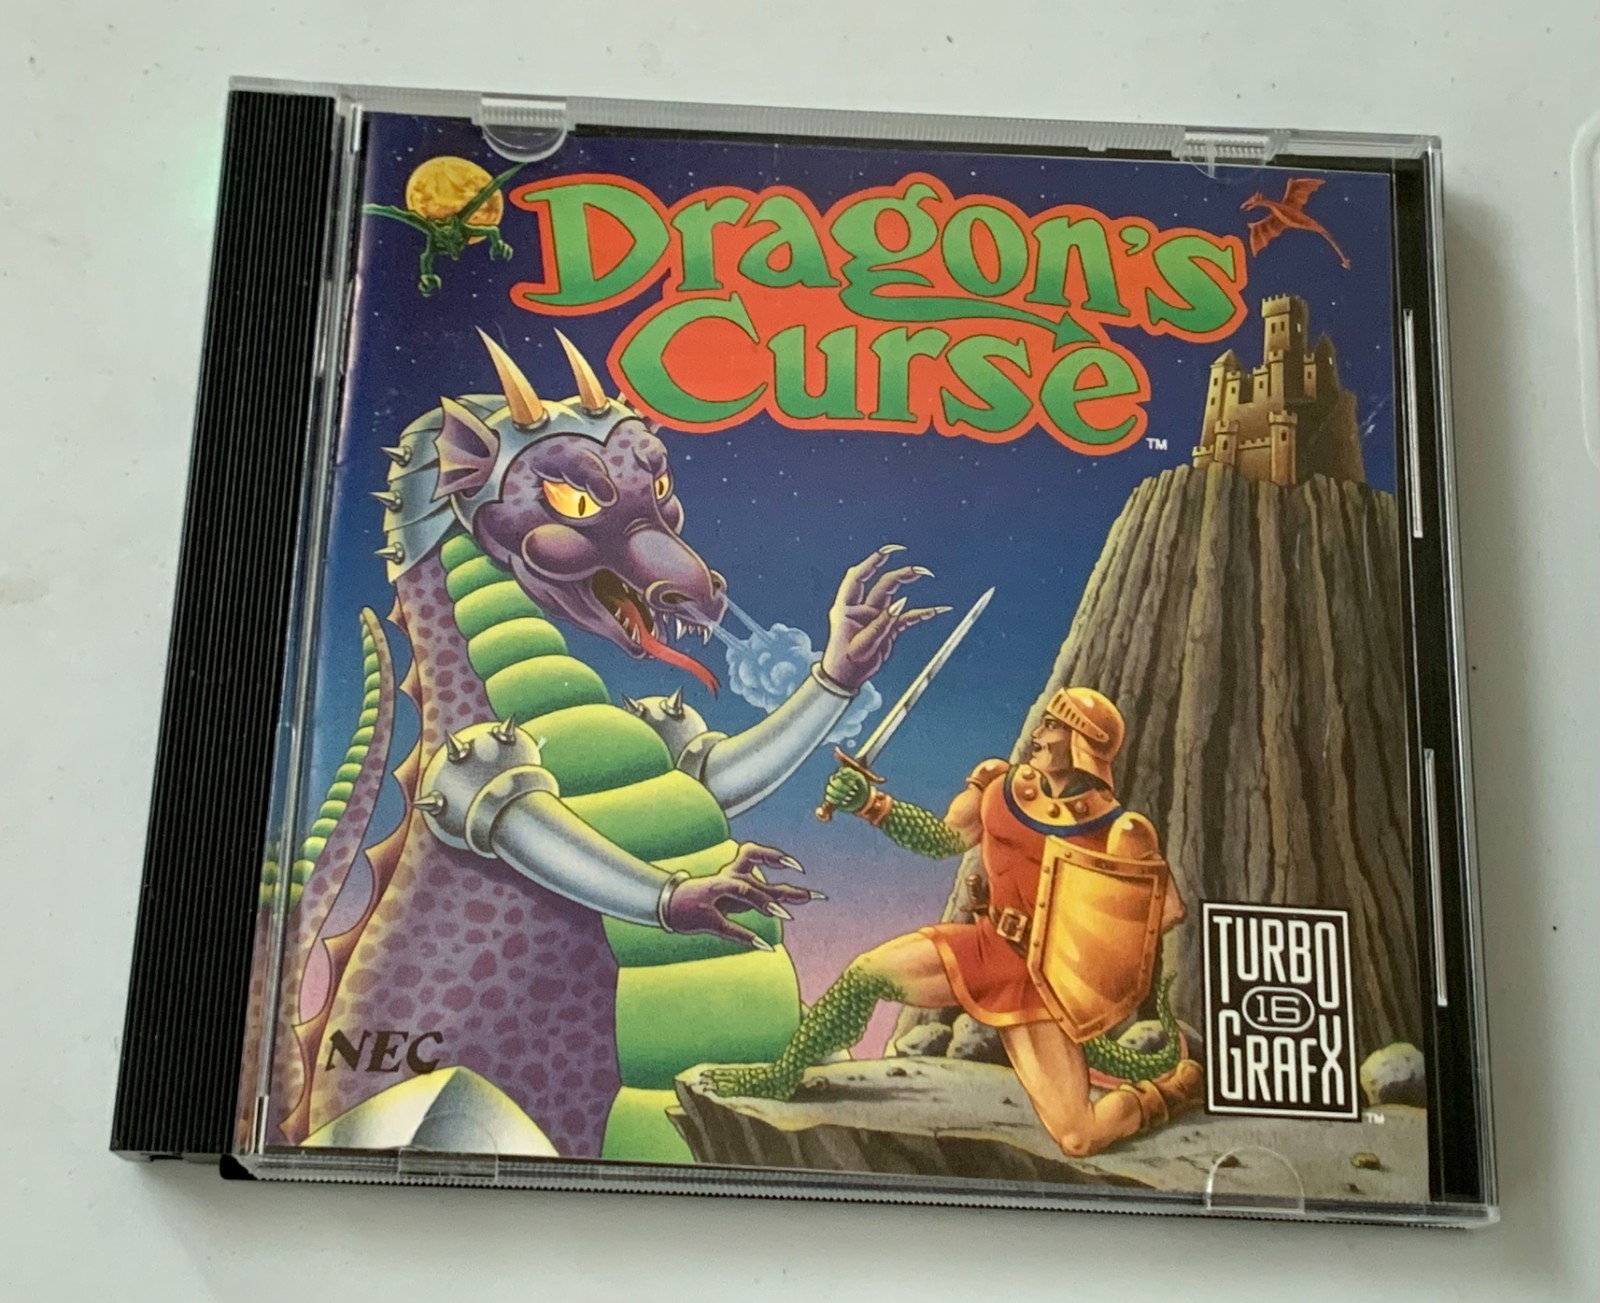 Dragon's
Curse
TM
NEC
TURBO
16
GRAFX
TM